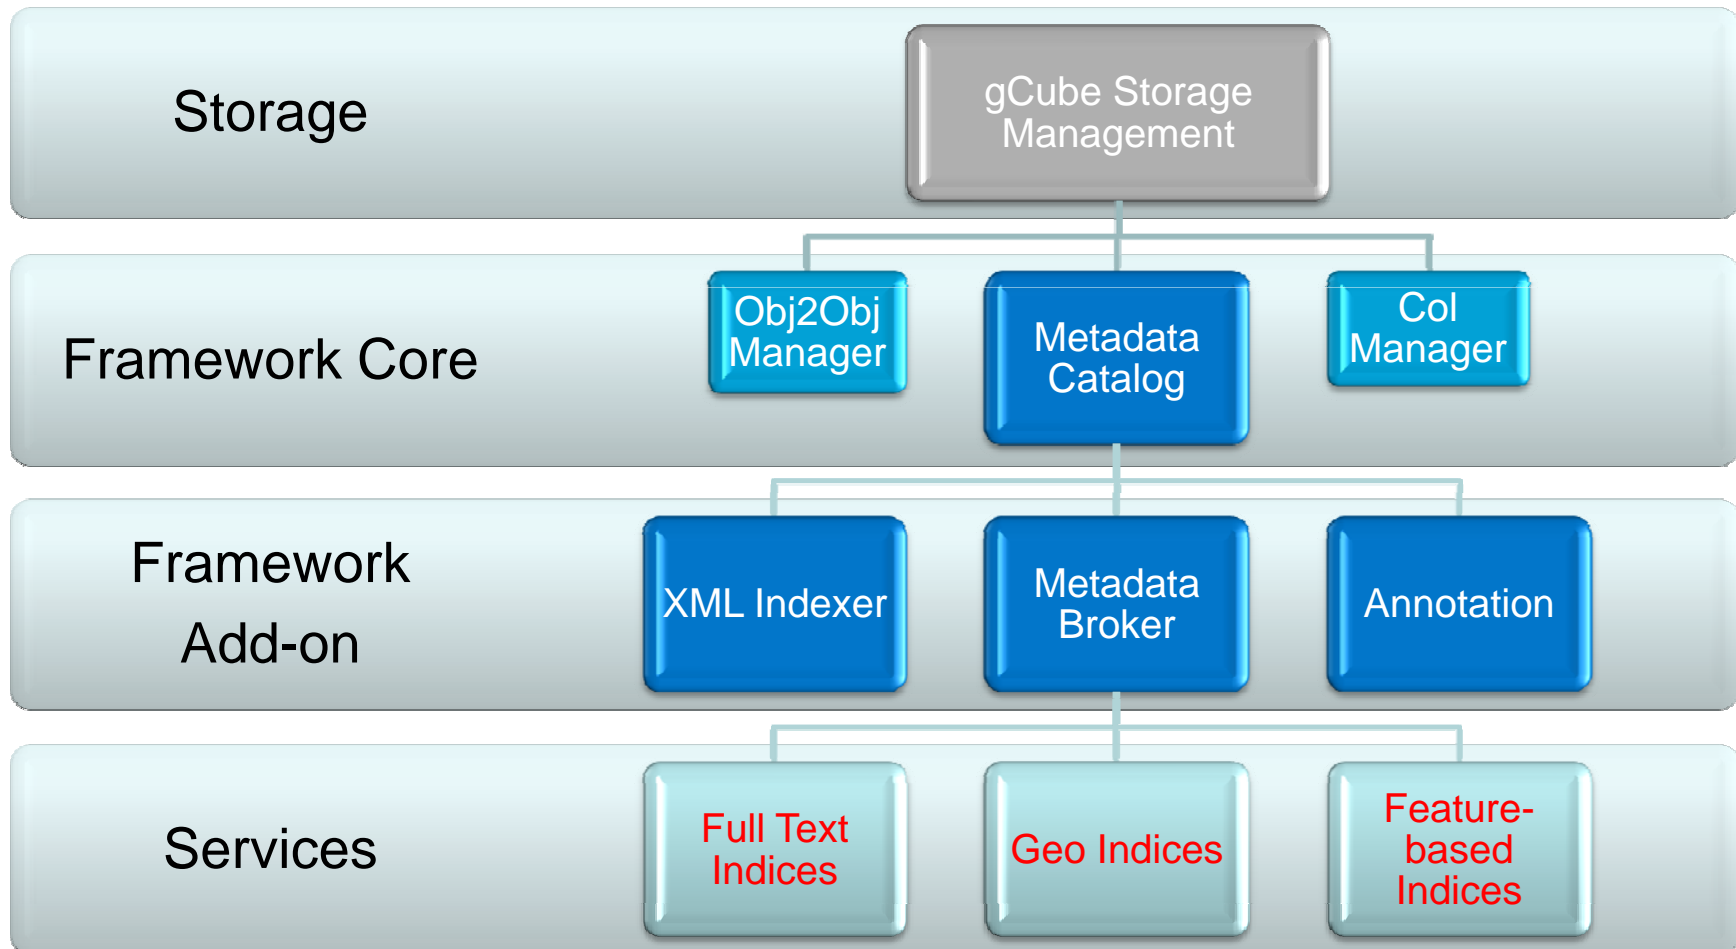 Storage
gCube Storage
Management
Framework Core
Obj2Obj
Manager
Metadata
Catalog
Col
Manager
Framework
Add-on
XML Indexer
Metadata
Broker
Annotation
Services
Full Text
Indices
Geo Indices
Feature-
based
Indices